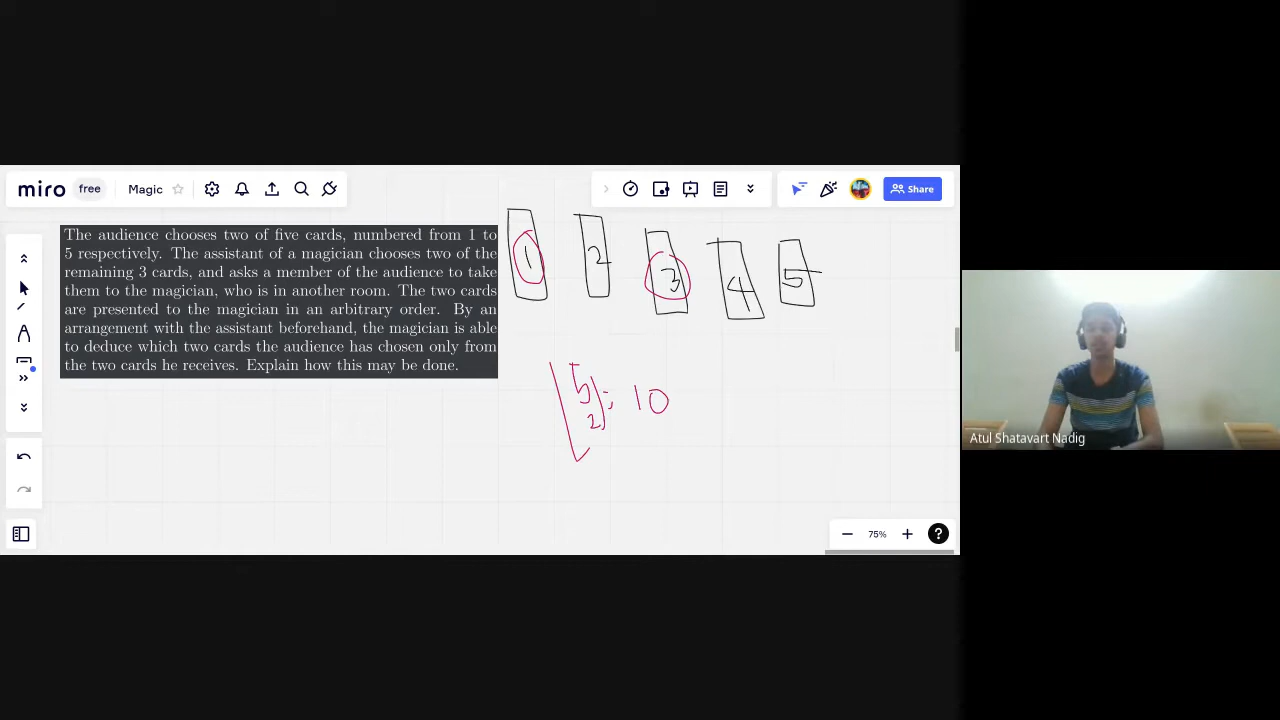 miro free Magic Share
The audience chooses two of five cards, numbered from 1 to
5 respectively. The assistant of a magician chooses two of the
remaining 3 cards, and asks a member of the audience to take
them to the magician, who is in another room. The two cards
are presented to the magician in an arbitrary order. By an
arrangement with the assistant beforehand, the magician is able
to deduce which two cards the audience has chosen only from
the two cards he receives. Explain how this may be done.
1 2 3 4 5
5
2
10
Atul Shatavart Nadig
75%